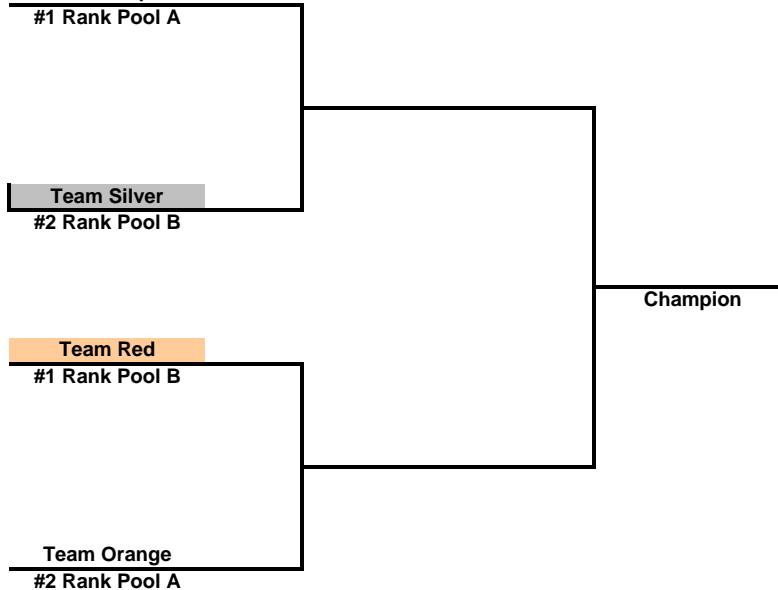 #1 Rank Pool A
Team Silver
#2 Rank Pool B
Champion
Team Red
#1 Rank Pool B
Team Orange
#2 Rank Pool A